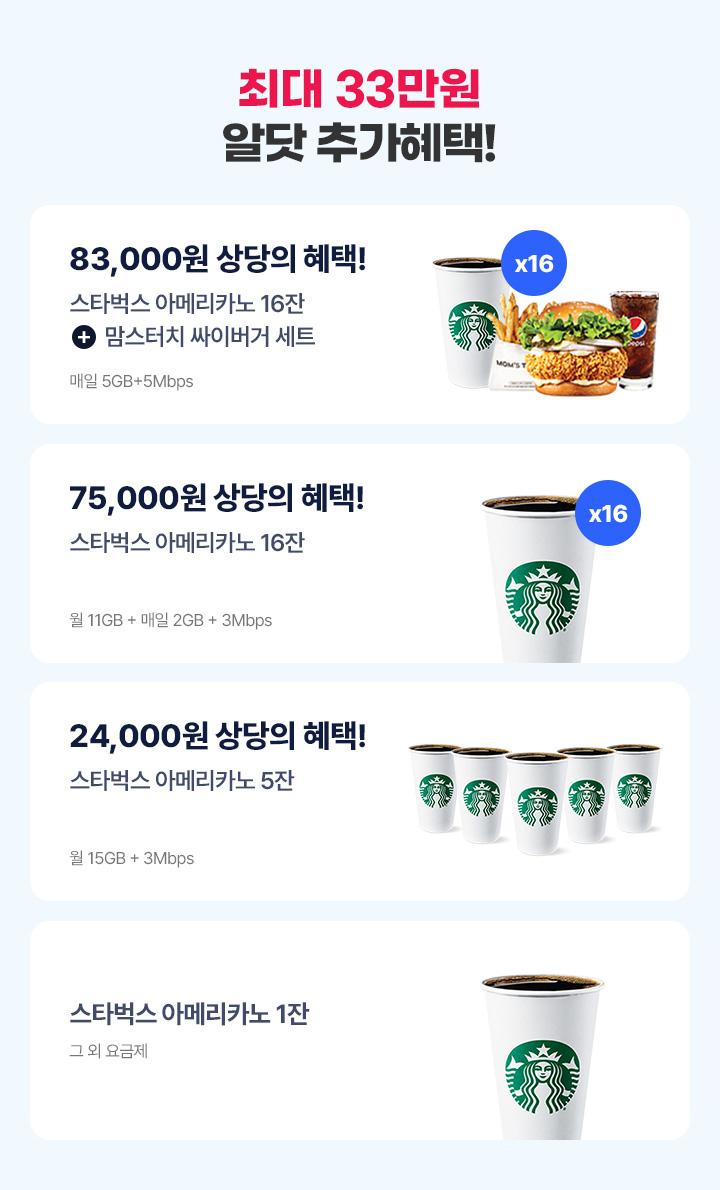 최대 33만원
알닷 추가혜택!
83,000원 상당의 혜택!
스타벅스 아메리카노 16잔
+ 맘스터치 싸이버거 세트
매일 5GB+5Mbps
x16
MOM'S T
pepsi
75,000원 상당의 혜택!
스타벅스 아메리카노 16잔
월 11GB + 매일 2GB + 3Mbps
x16
24,000원 상당의 혜택!
스타벅스 아메리카노 5잔
월 15GB + 3Mbps
스타벅스 아메리카노 1잔
그 외 요금제